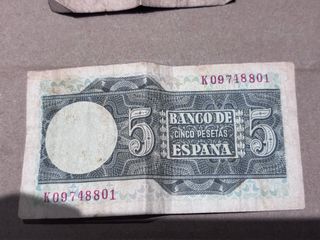 K09748801
BANCO DE
5 CINCO PESETAS 5
ESPAÑA
K09748801